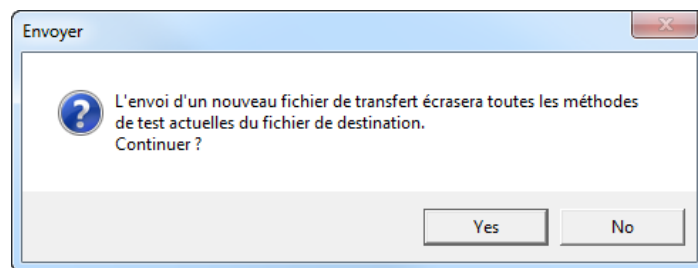 Envoyer
L'envoi d'un nouveau fichier de transfert écrasera toutes les méthodes
de test actuelles du fichier de destination.
Continuer ?
Yes
No